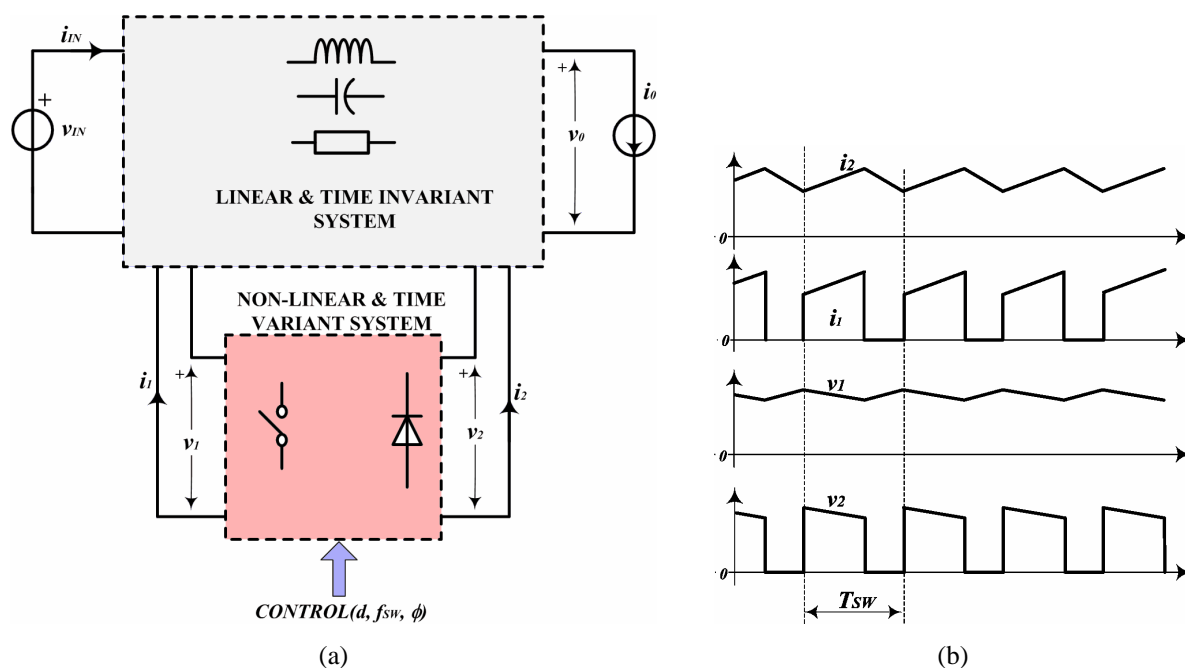 iIN
+
vIN
LINEAR & TIME INVARIANT
SYSTEM
+
v0
i0
NON-LINEAR & TIME
VARIANT SYSTEM
i1
+
v1
+
v2
i2
CONTROL(d, fSW, ϕ)
(a)
i2
0
i1
0
v1
0
v2
0
TSW
(b)